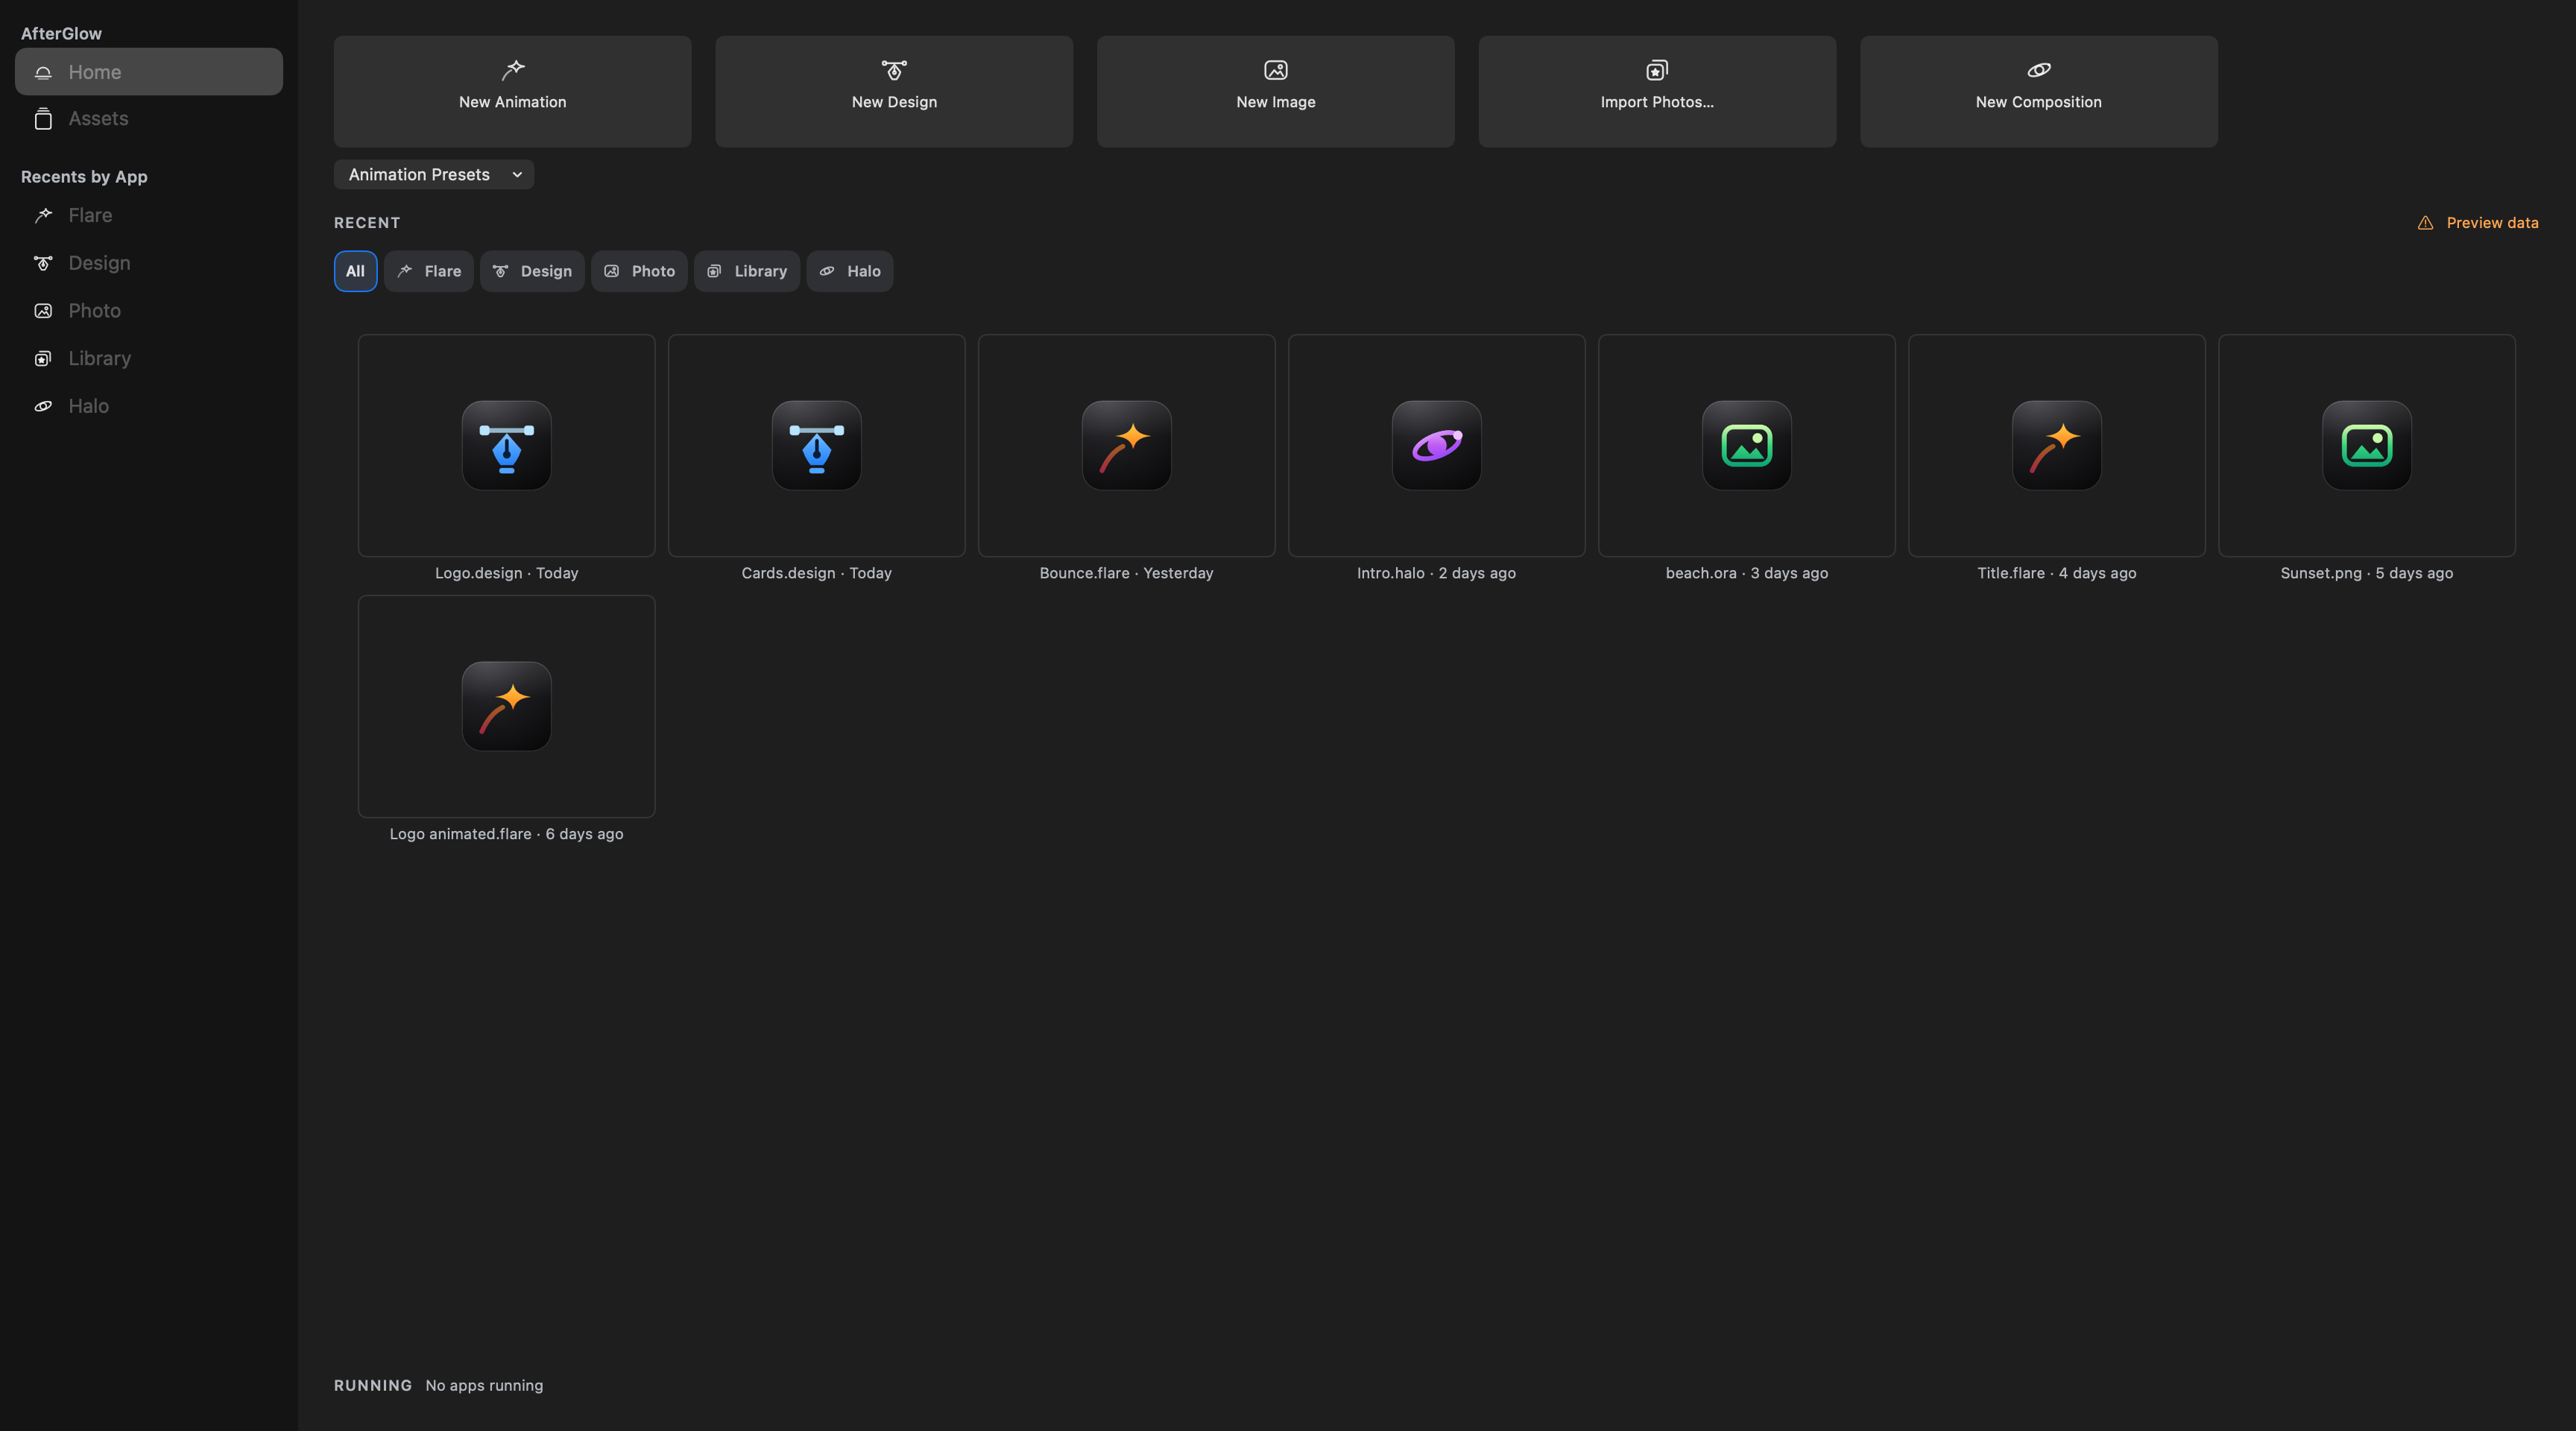 AfterGlow
Home
Assets
Recents by App
Flare
Design
Photo
Library
Halo
New Animation
New Design
New Image
Import Photos...
New Composition
Animation Presets
RECENT
Preview data
All
Flare
Design
Photo
Library
Halo
Logo.design · Today
Cards.design · Today
Bounce.flare · Yesterday
Intro.halo · 2 days ago
beach.ora · 3 days ago
Title.flare · 4 days ago
Sunset.png · 5 days ago
Logo animated.flare · 6 days ago
RUNNING No apps running